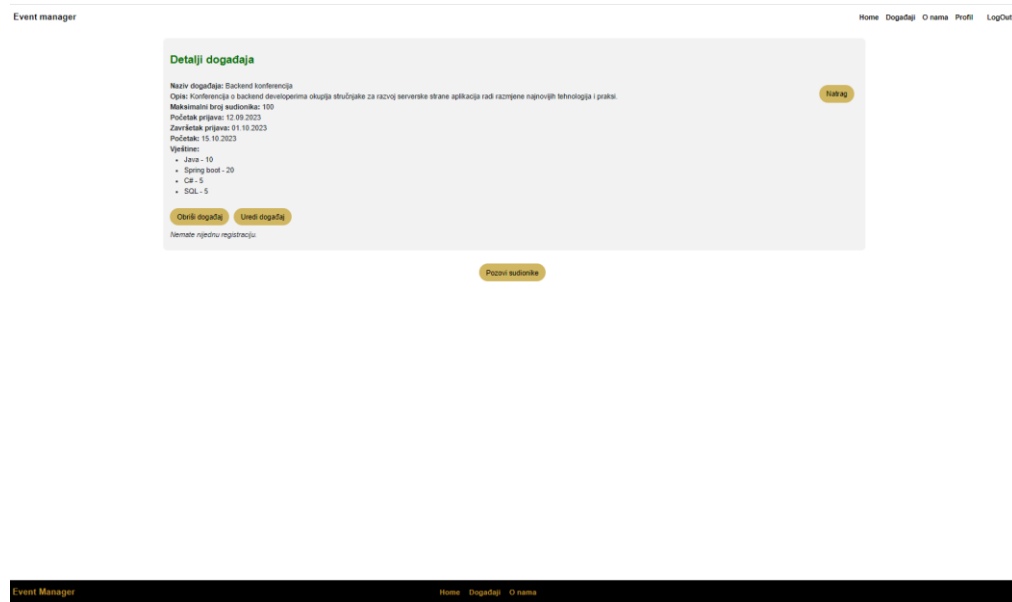 Event manager
Home Događaji O nama Profil LogOut
Detalji događaja
Naziv događaja: Backend konferencija
Opis: Konferencija o backend developerima okuplja stručnjake za razvoj serverske strane aplikacija radi razmjene najnovijih tehnologija i praksi.
Natrag
Maksimalni broj sudionika: 100
Početak prijava: 12.09.2023
Završetak prijava: 01.10.2023
Početak: 15.10.2023
Vještine:
• Java - 10
• Spring boot - 20
• C# - 5
• SQL - 5
Obriši događaj Uredi događaj
Nemate nijednu registraciju.
Pozovi sudionike
Event Manager Home Događaji O nama